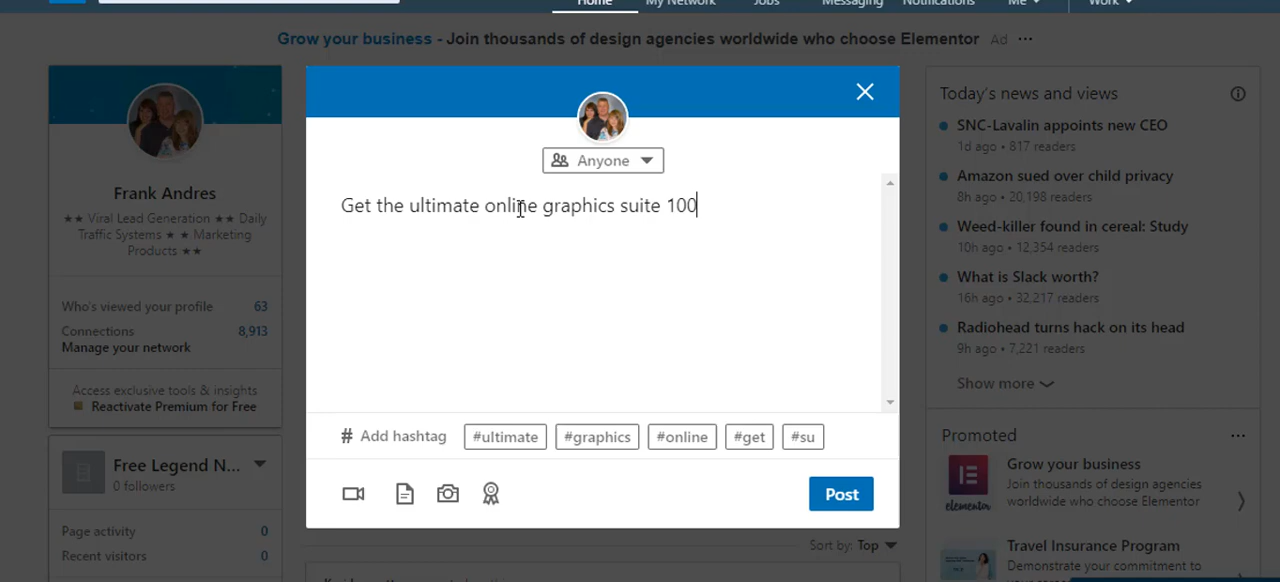 Home My Network Jobs Messaging Notifications Me Work
Grow your business - Join thousands of design agencies worldwide who choose Elementor Ad ···
Anyone
Get the ultimate online graphics suite 100
# Add hashtag #ultimate #graphics #online #get #su
Post
Frank Andres
★★ Viral Lead Generation ★★ Daily
Traffic Systems ★ ★ Marketing
Products ★★
Who's viewed your profile 63
Connections 8,913
Manage your network
Access exclusive tools & insights
Reactivate Premium for Free
Free Legend N...
0 followers
Page activity 0
Recent visitors 0
Sort by: Top
Today's news and views
SNC-Lavalin appoints new CEO
1d ago • 817 readers
Amazon sued over child privacy
8h ago • 20,198 readers
Weed-killer found in cereal: Study
10h ago • 12,354 readers
What is Slack worth?
16h ago • 32,217 readers
Radiohead turns hack on its head
9h ago • 7,221 readers
Show more
Promoted ···
Grow your business
Join thousands of design agencies
worldwide who choose Elementor
elementor
Travel Insurance Program
Demonstrate your commitment to